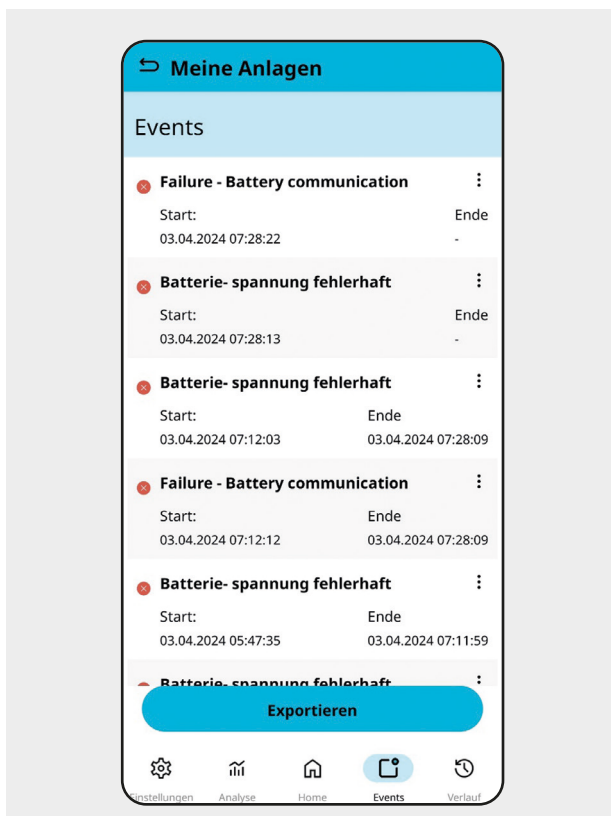 Meine Anlagen
Events
Failure - Battery communication
Start: Ende
03.04.2024 07:28:22 -
Batterie- spannung fehlerhaft
Start: Ende
03.04.2024 07:28:13 -
Batterie- spannung fehlerhaft
Start: Ende
03.04.2024 07:12:03 03.04.2024 07:28:09
Failure - Battery communication
Start: Ende
03.04.2024 07:12:12 03.04.2024 07:28:09
Batterie- spannung fehlerhaft
Start: Ende
03.04.2024 05:47:35 03.04.2024 07:11:59
Batterie- spannung fehlerhaft
Exportieren
Einstellungen Analyse Home Events Verlauf